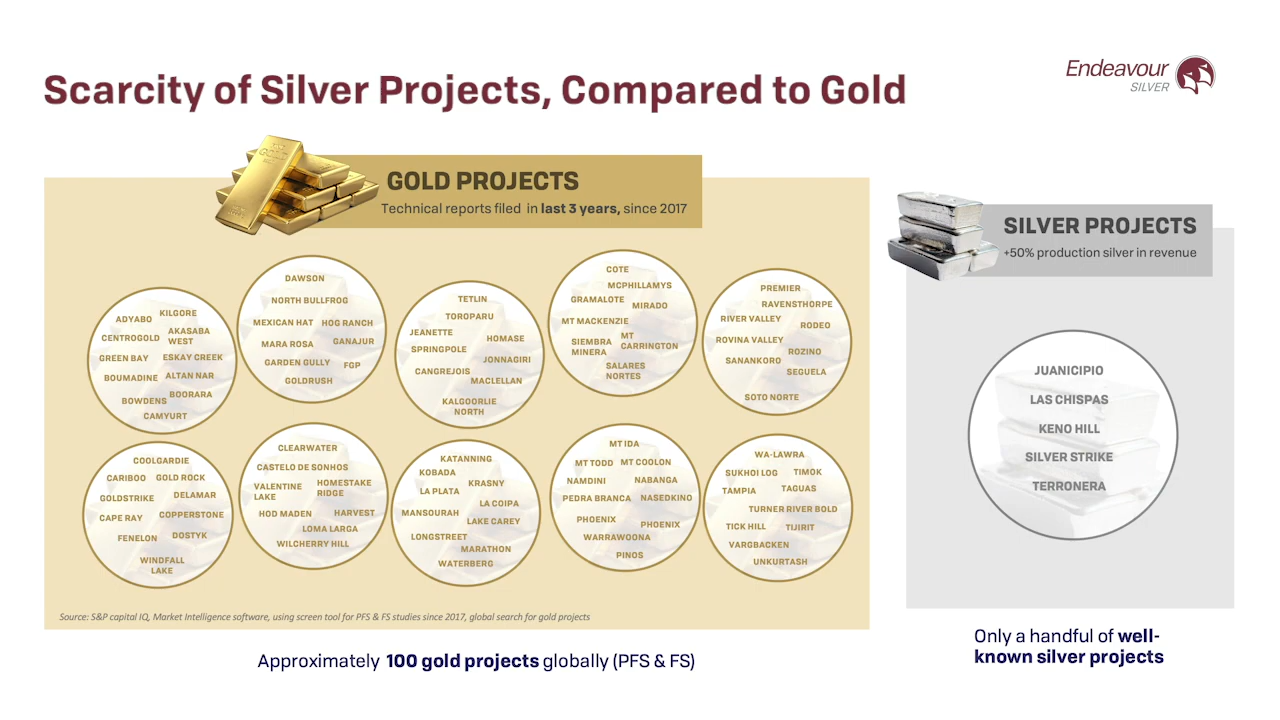 Scarcity of Silver Projects, Compared to Gold
Endeavour
SILVER
GOLD PROJECTS
Technical reports filed in last 3 years, since 2017
ADYABO
KILGORE
CENTROGOLD
AKASABA
WEST
GREEN BAY
ESKAY CREEK
BOUMADINE
ALTAN NAR
BOWDENS
BOORARA
CAMYURT
DAWSON
NORTH BULLFROG
MEXICAN HAT
HOG RANCH
MARA ROSA
GANAJUR
GARDEN GULLY
FGP
GOLDRUSH
TETLIN
TOROPARU
JEANETTE
HOMASE
SPRINGPOLE
JONNAGIRI
CANGREJOIS
MACLELLAN
KALGOORLIE
NORTH
COTE
MCPHILLAMYS
GRAMALOTE
MIRADO
MT MACKENZIE
SIEMBRA
MINERA
MT
CARRINGTON
SALARES
NORTES
PREMIER
RAVENSTHORPE
RIVER VALLEY
RODEO
ROVINA VALLEY
ROZINO
SANANKORO
SEGUELA
SOTO NORTE
COOLGARDIE
CARIBOO
GOLD ROCK
GOLDSTRIKE
DELAMAR
CAPE RAY
COPPERSTONE
FENELON
DOSTYK
WINDFALL
LAKE
CLEARWATER
CASTELO DE SONHOS
VALENTINE
LAKE
HOMESTAKE
RIDGE
HOD MADEN
HARVEST
LOMA LARGA
WILCHERRY HILL
KATANNING
KOBADA
KRASNY
LA PLATA
LA COIPA
MANSOURAH
LAKE CAREY
LONGSTREET
MARATHON
WATERBERG
MT IDA
MT TODD
MT COOLON
NAMDINI
NABANGA
PEDRA BRANCA
NASEDKINO
PHOENIX
PHOENIX
WARRAWOONA
PINOS
WA-LAWRA
SUKHOI LOG
TIMOK
TAMPIA
TAGUAS
TURNER RIVER BOLD
TICK HILL
TIJIRIT
VARGBACKEN
UNKURTASH
Source: S&P capital IQ, Market Intelligence software, using screen tool for PFS & FS studies since 2017, global search for gold projects
Approximately 100 gold projects globally (PFS & FS)
SILVER PROJECTS
+50% production silver in revenue
JUANICIPIO
LAS CHISPAS
KENO HILL
SILVER STRIKE
TERRONERA
Only a handful of well-
known silver projects